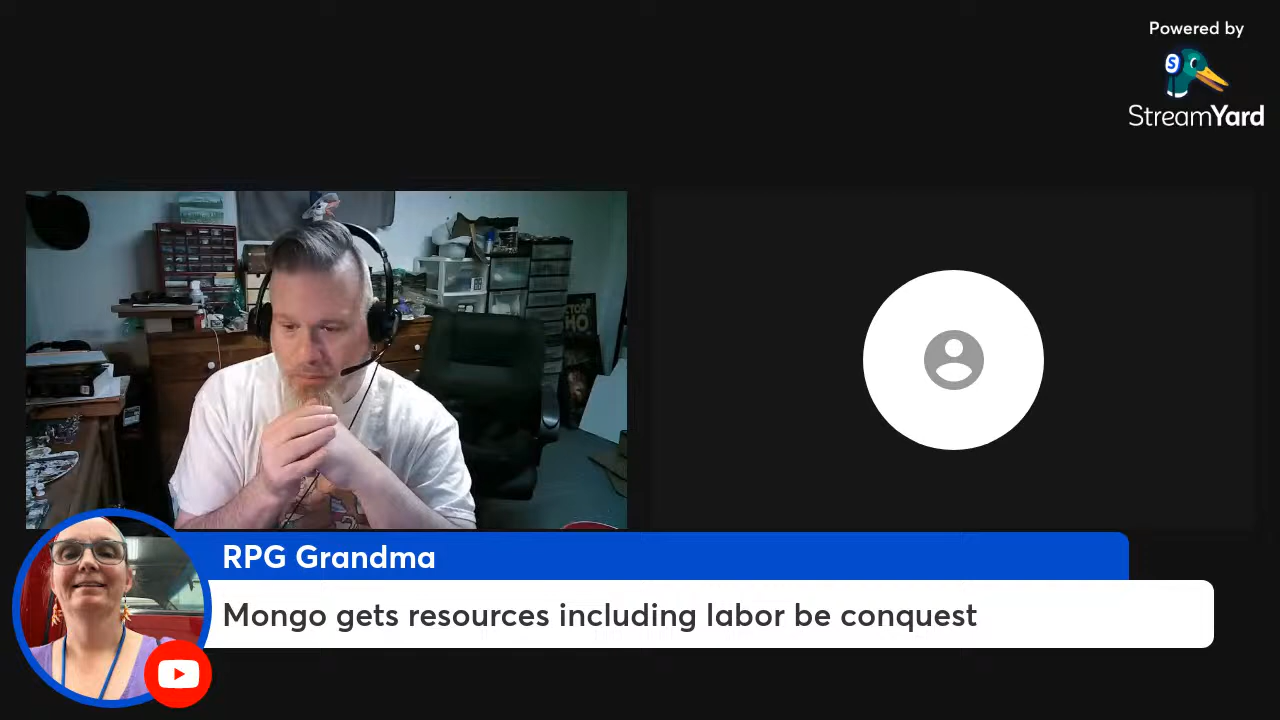 Powered by
StreamYard
RPG Grandma
Mongo gets resources including labor be conquest